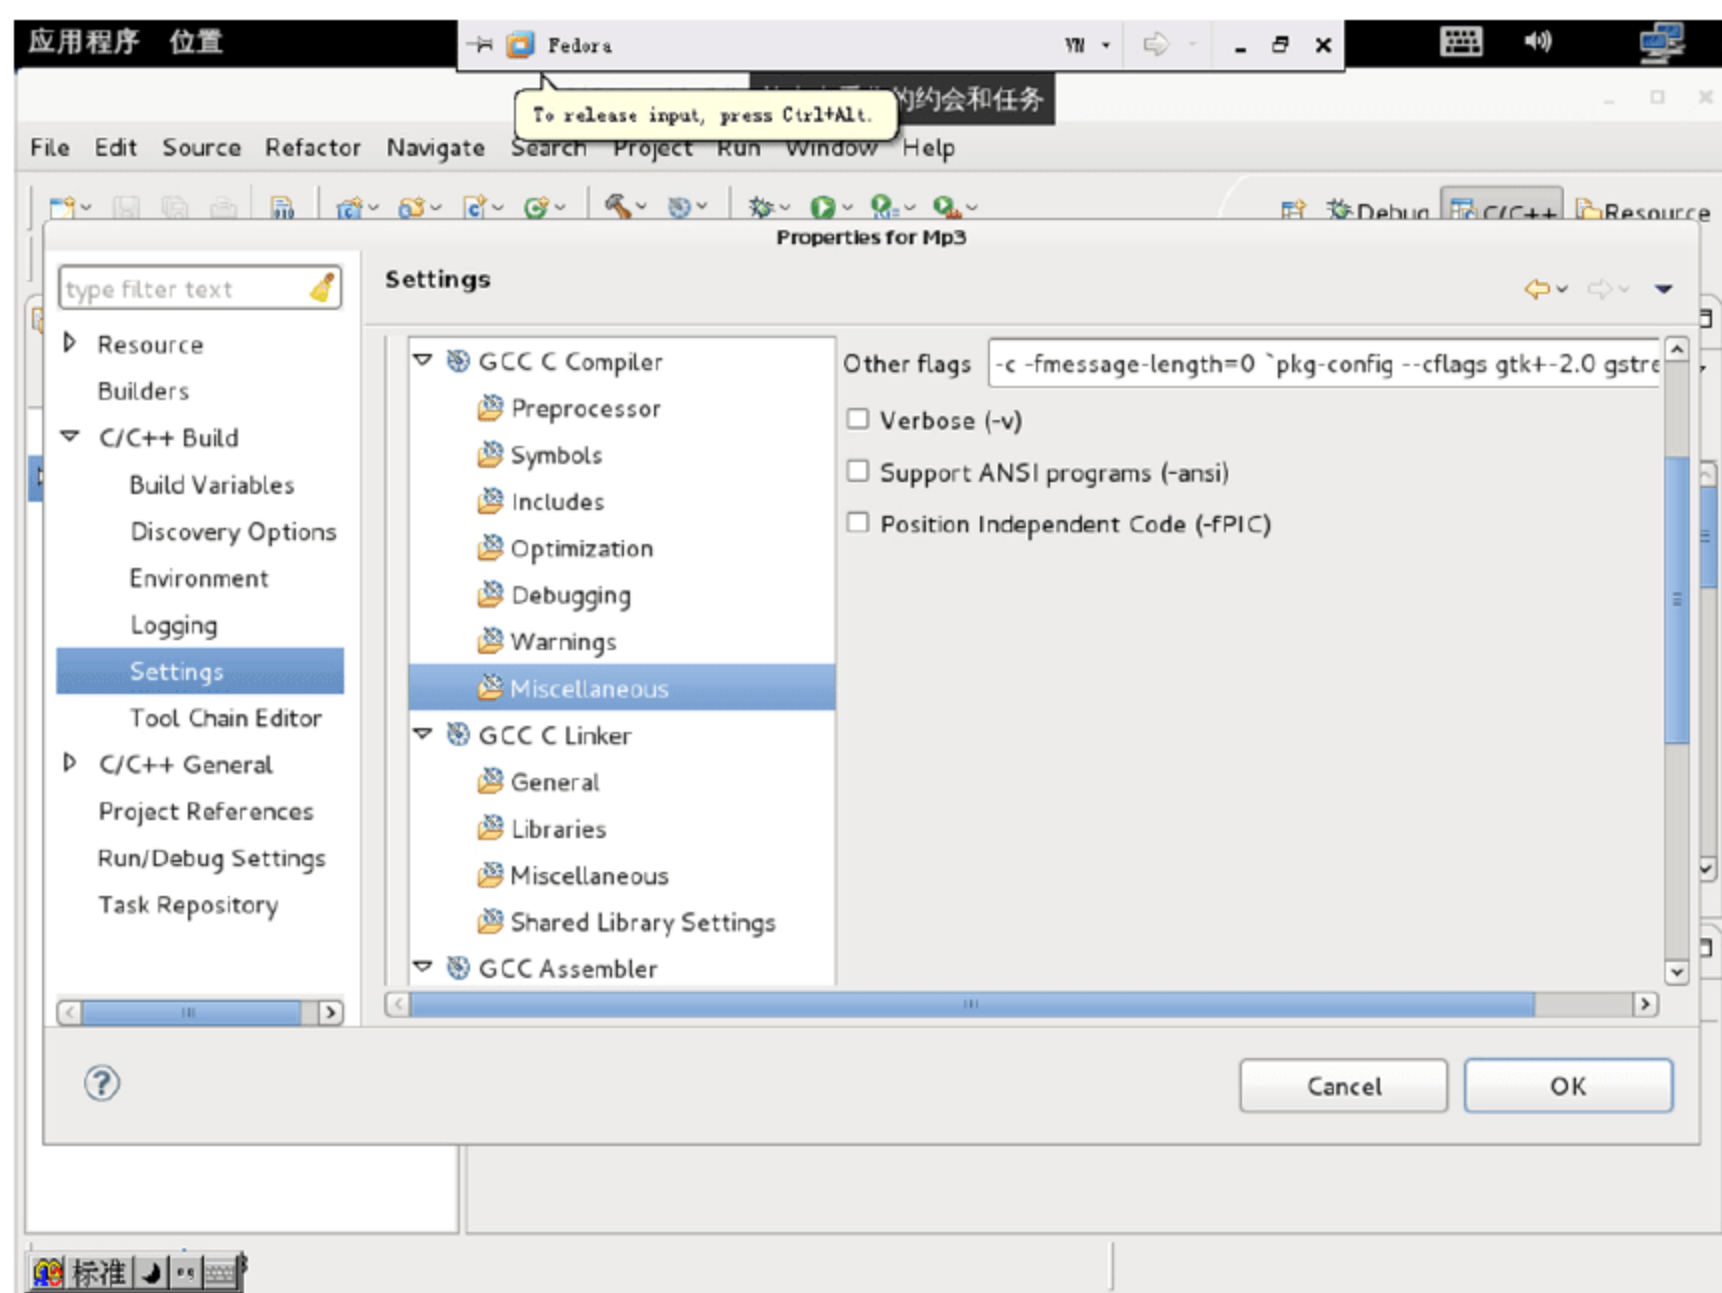 应用程序 位置
Fedora
VM
的约会和任务
To release input, press Ctrl+Alt.
File Edit Source Refactor Navigate Search Project Run Window Help
Debug C/C++ Resource
Properties for Mp3
type filter text
Settings
Resource
Builders
C/C++ Build
Build Variables
Discovery Options
Environment
Logging
Settings
Tool Chain Editor
C/C++ General
Project References
Run/Debug Settings
Task Repository
GCC C Compiler
Preprocessor
Symbols
Includes
Optimization
Debugging
Warnings
Miscellaneous
GCC C Linker
General
Libraries
Miscellaneous
Shared Library Settings
GCC Assembler
Other flags -c -fmessage-length=0 `pkg-config --cflags gtk+-2.0 gstre
Verbose (-v)
Support ANSI programs (-ansi)
Position Independent Code (-fPIC)
Cancel OK
标准